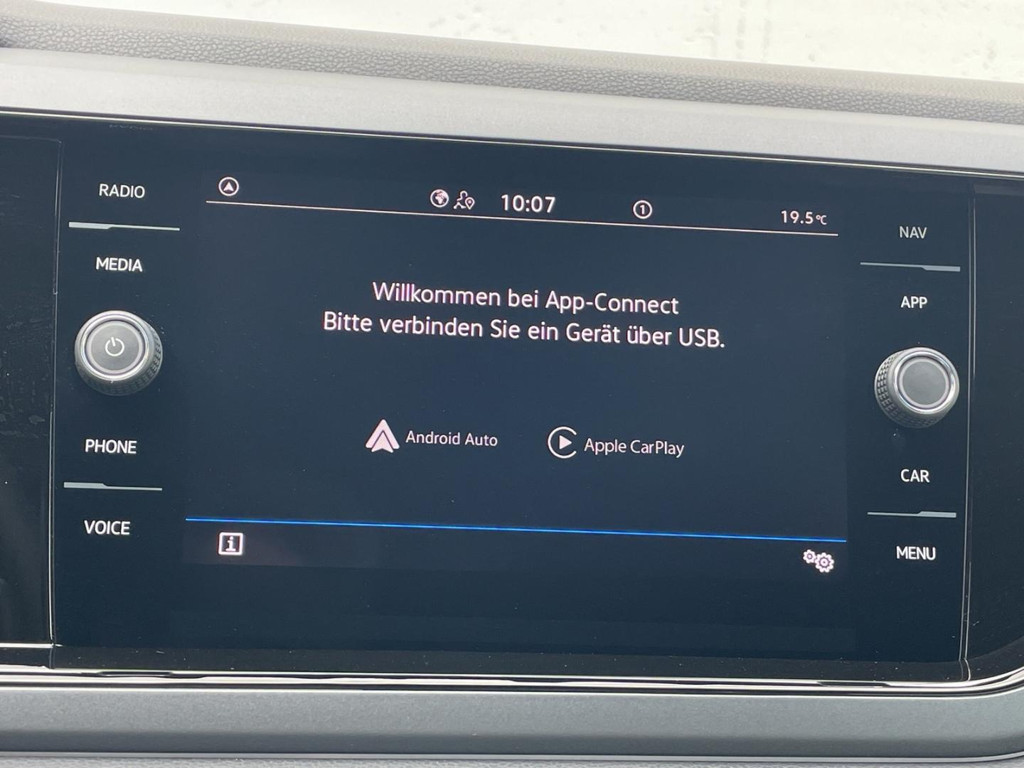 RADIO
MEDIA
PHONE
VOICE
10:07
1
19.5°C
Willkommen bei App-Connect
Bitte verbinden Sie ein Gerät über USB.
Android Auto
Apple CarPlay
i
NAV
APP
CAR
MENU